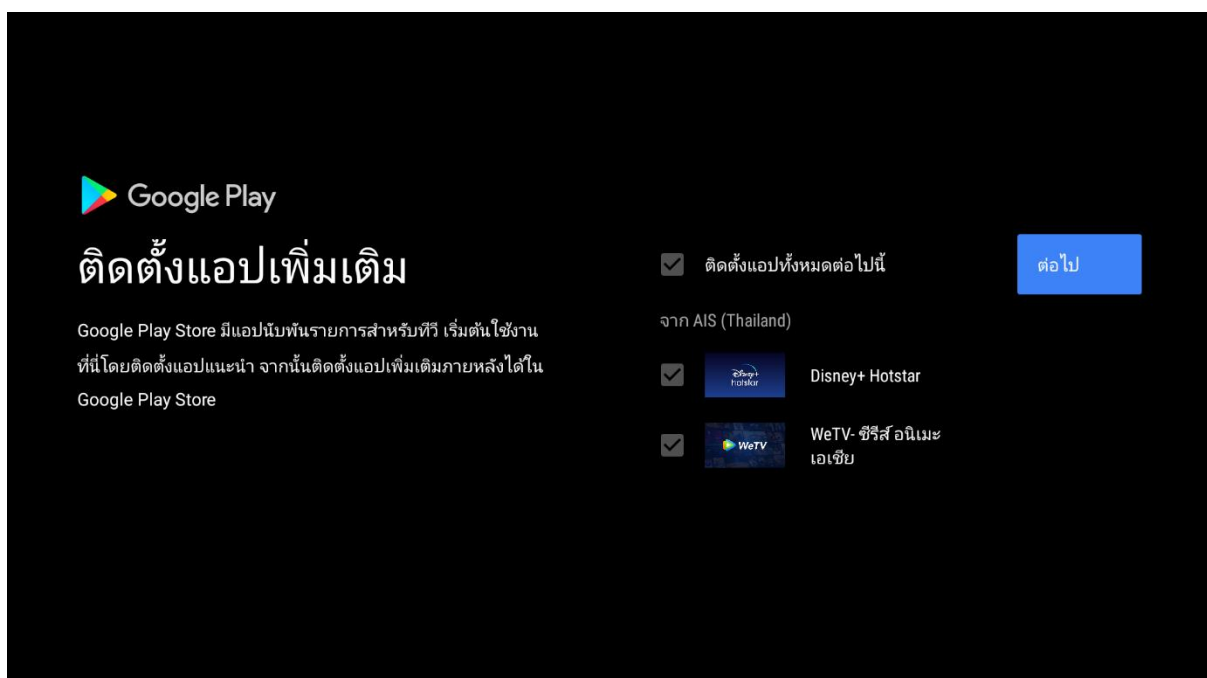 Google Play
ติดตั้งแอปเพิ่มเติม
Google Play Store มีแอปนับพันรายการสำหรับทีวี เริ่มต้นใช้งาน
ที่นี่โดยติดตั้งแอปแนะนำ จากนั้นติดตั้งแอปเพิ่มเติมภายหลังได้ใน
Google Play Store
ติดตั้งแอปทั้งหมดต่อไปนี้
ต่อไป
จาก AIS (Thailand)
Disney+
hotstar
Disney+ Hotstar
WeTV
WeTV- ซีรีส์ อนิเมะ
เอเชีย